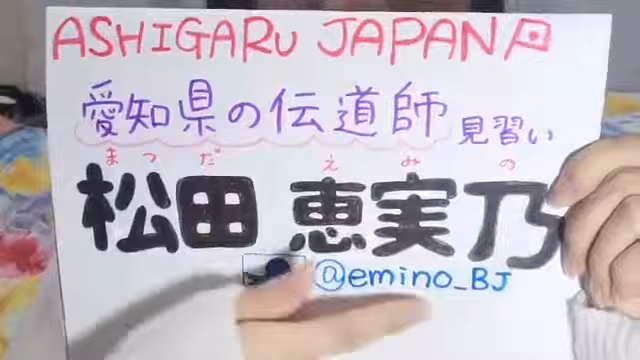 ASHIGARU JAPAN
愛知県の伝道師 見習い
まつだ えみの
松田 恵実乃
@emino_BJ